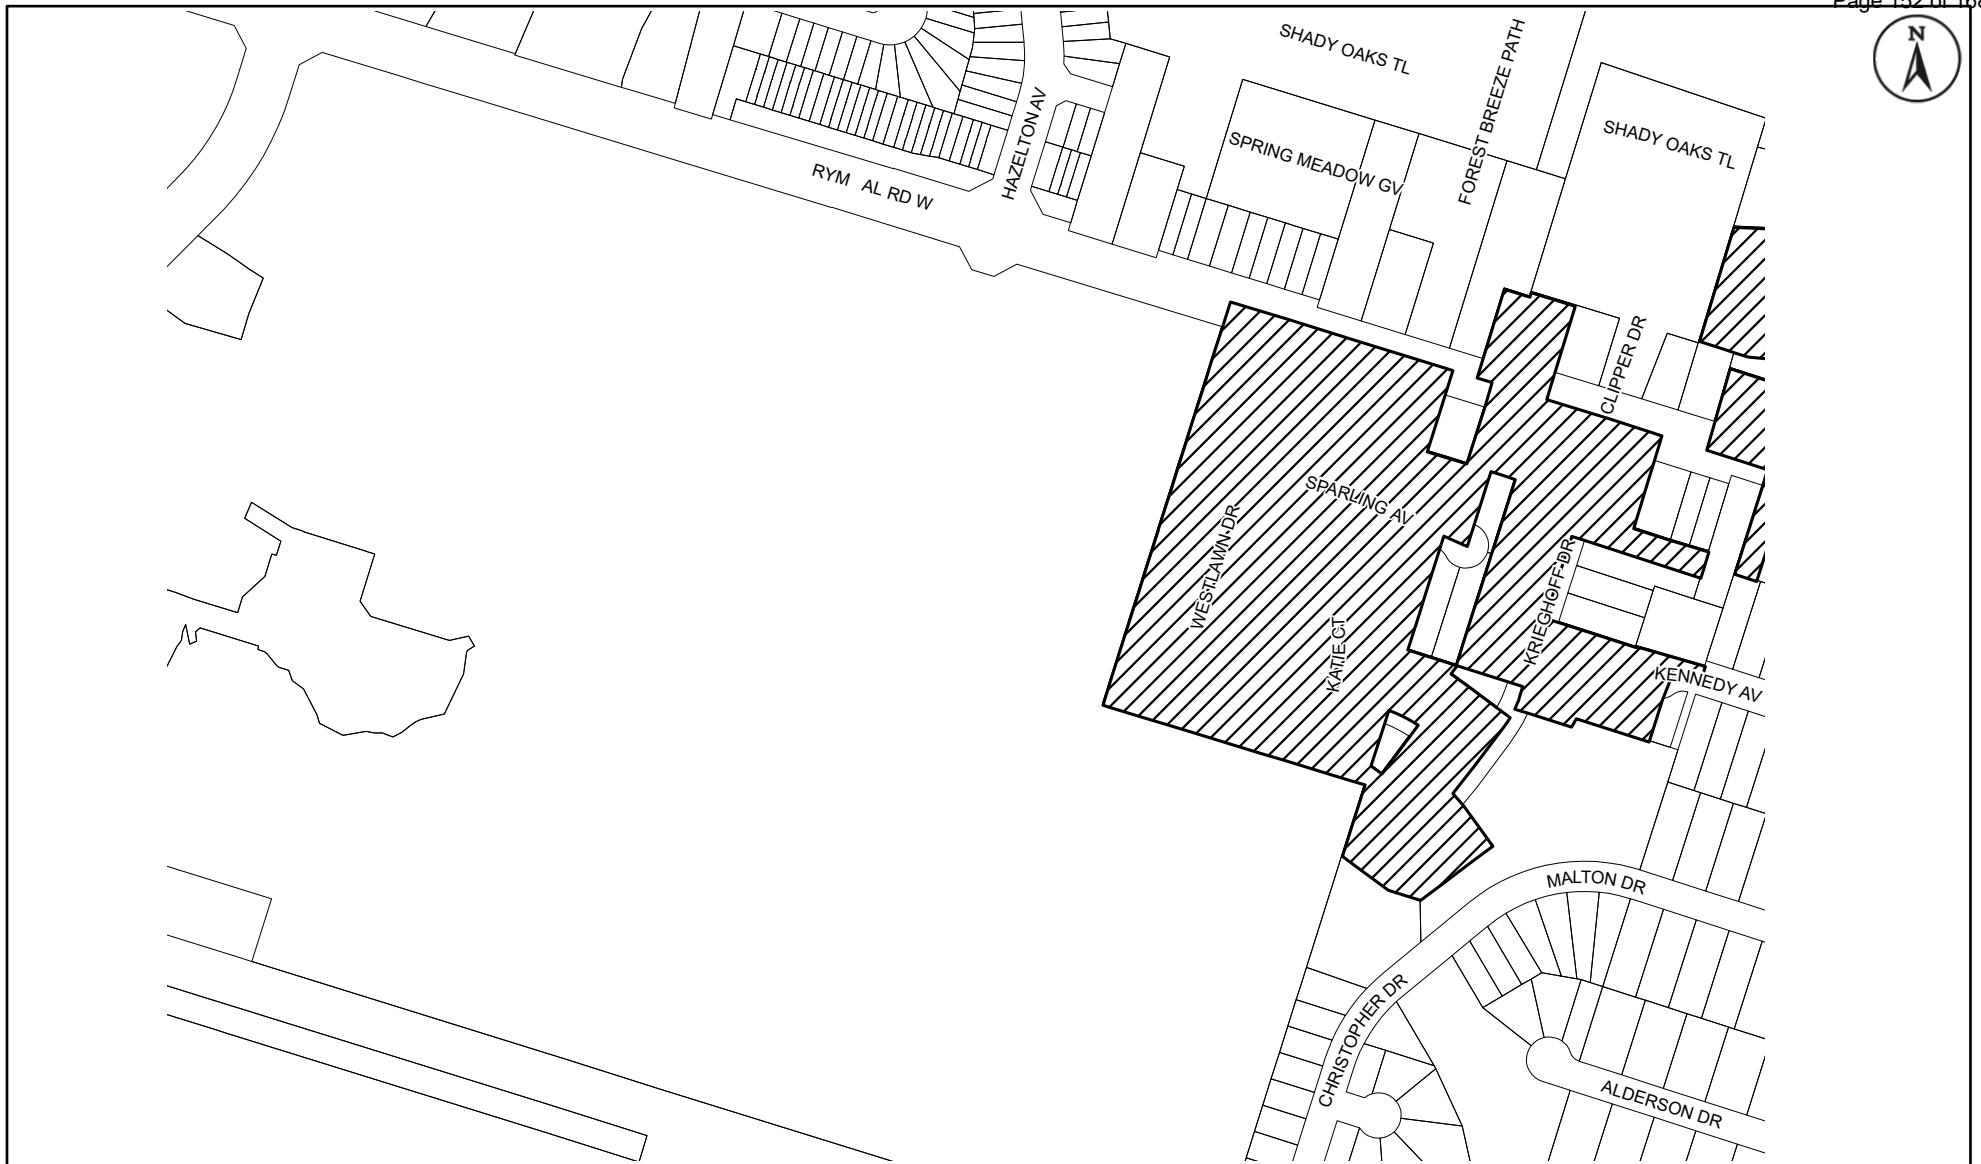 Page 152 of 168
N
SHADY OAKS TL
FOREST BREEZE PATH
SHADY OAKS TL
HAZELTON AV
SPRING MEADOW GV
RYM AL RD W
CLIPPER DR
SPARLING AV
WESTLAWN DR
KRIEGHOFF DR
KATIE CT
KENNEDY AV
MALTON DR
CHRISTOPHER DR
ALDERSON DR